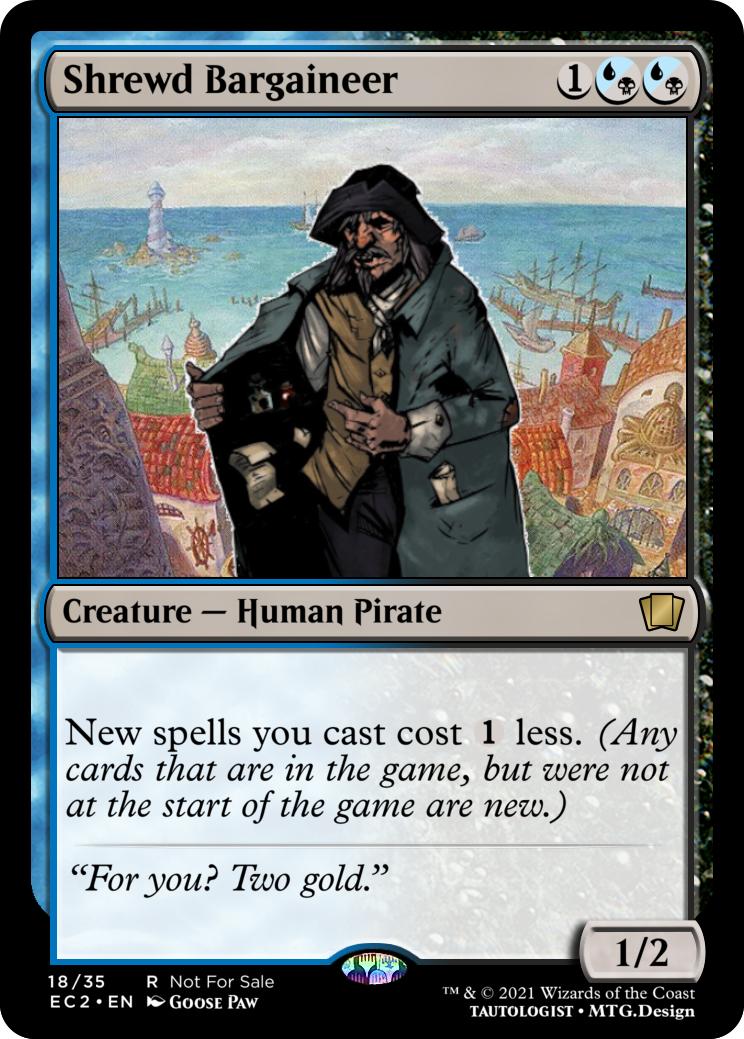 Shrewd Bargaineer 1
Creature — Human Pirate
New spells you cast cost 1 less. (Any
cards that are in the game, but were not
at the start of the game are new.)
“For you? Two gold.”
1/2
18/35 R Not For Sale
EC2 • EN Goose Paw
™ & © 2021 Wizards of the Coast
TAUTOLOGIST • MTG.Design